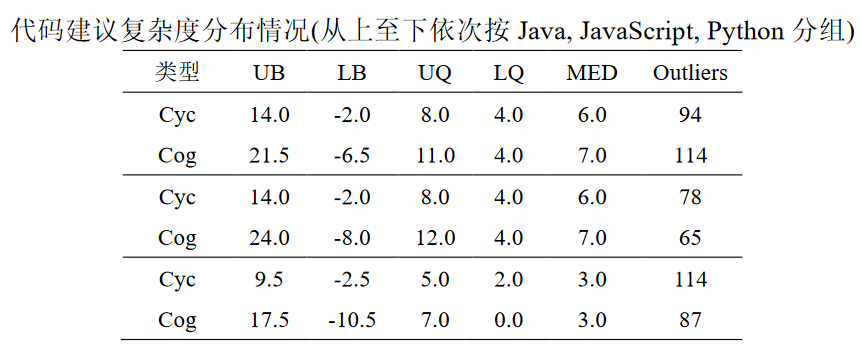 代码建议复杂度分布情况(从上至下依次按 Java, JavaScript, Python 分组)
类型 UB LB UQ LQ MED Outliers
Cyc 14.0 -2.0 8.0 4.0 6.0 94
Cog 21.5 -6.5 11.0 4.0 7.0 114
Cyc 14.0 -2.0 8.0 4.0 6.0 78
Cog 24.0 -8.0 12.0 4.0 7.0 65
Cyc 9.5 -2.5 5.0 2.0 3.0 114
Cog 17.5 -10.5 7.0 0.0 3.0 87